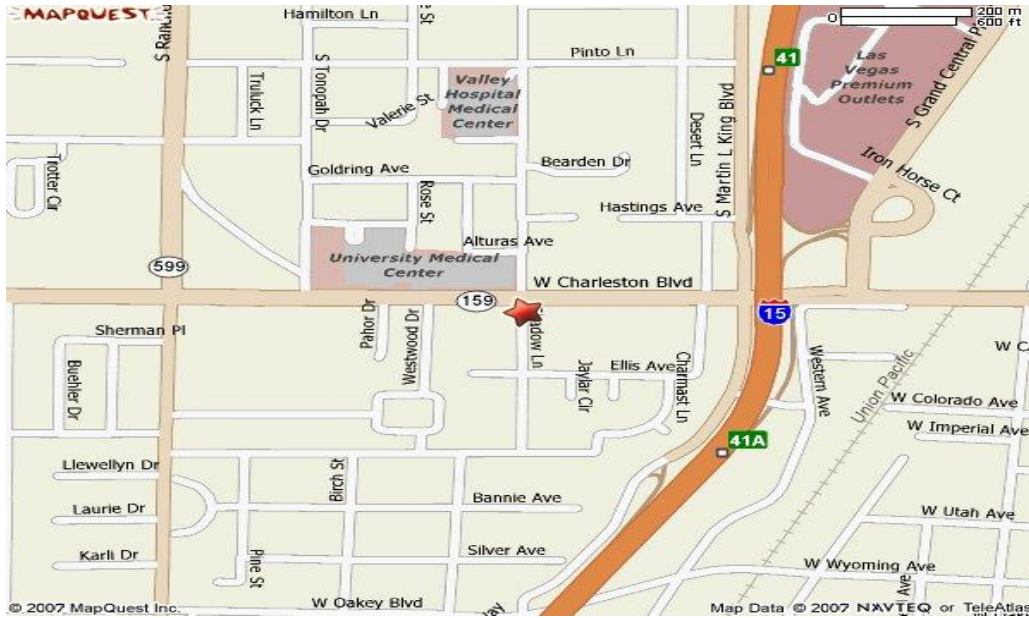 MAPQUEST
Hamilton Ln
200 m
0
600 ft
Pinto Ln
41
Las
Vegas
Premium
Outlets
S Tonopah Dr
Truluck Ln
Valerie St
Valley
Hospital
Medical
Center
Desert Ln
S Martin L King Blvd
Trotter Cir
Goldring Ave
Rose St
Bearden Dr
Iron Horse Ct
Hastings Ave
Alturas Ave
University Medical
Center
599
W Charleston Blvd
159
15
Sherman Pl
Pahor Dr
Westwood Dr
Buehler Dr
Ellis Ave
Jaylar Cir
Charmast Ln
Western Ave
Union Pacific
W Colorado Ave
W Imperial Ave
41A
Llewellyn Dr
Birch St
Bannie Ave
Laurie Dr
W Utah Ave
Karli Dr
Pine St
Silver Ave
W Wyoming Ave
W Oakey Blvd
© 2007 MapQuest Inc.
Map Data © 2007 NAVTEQ or TeleAtlas